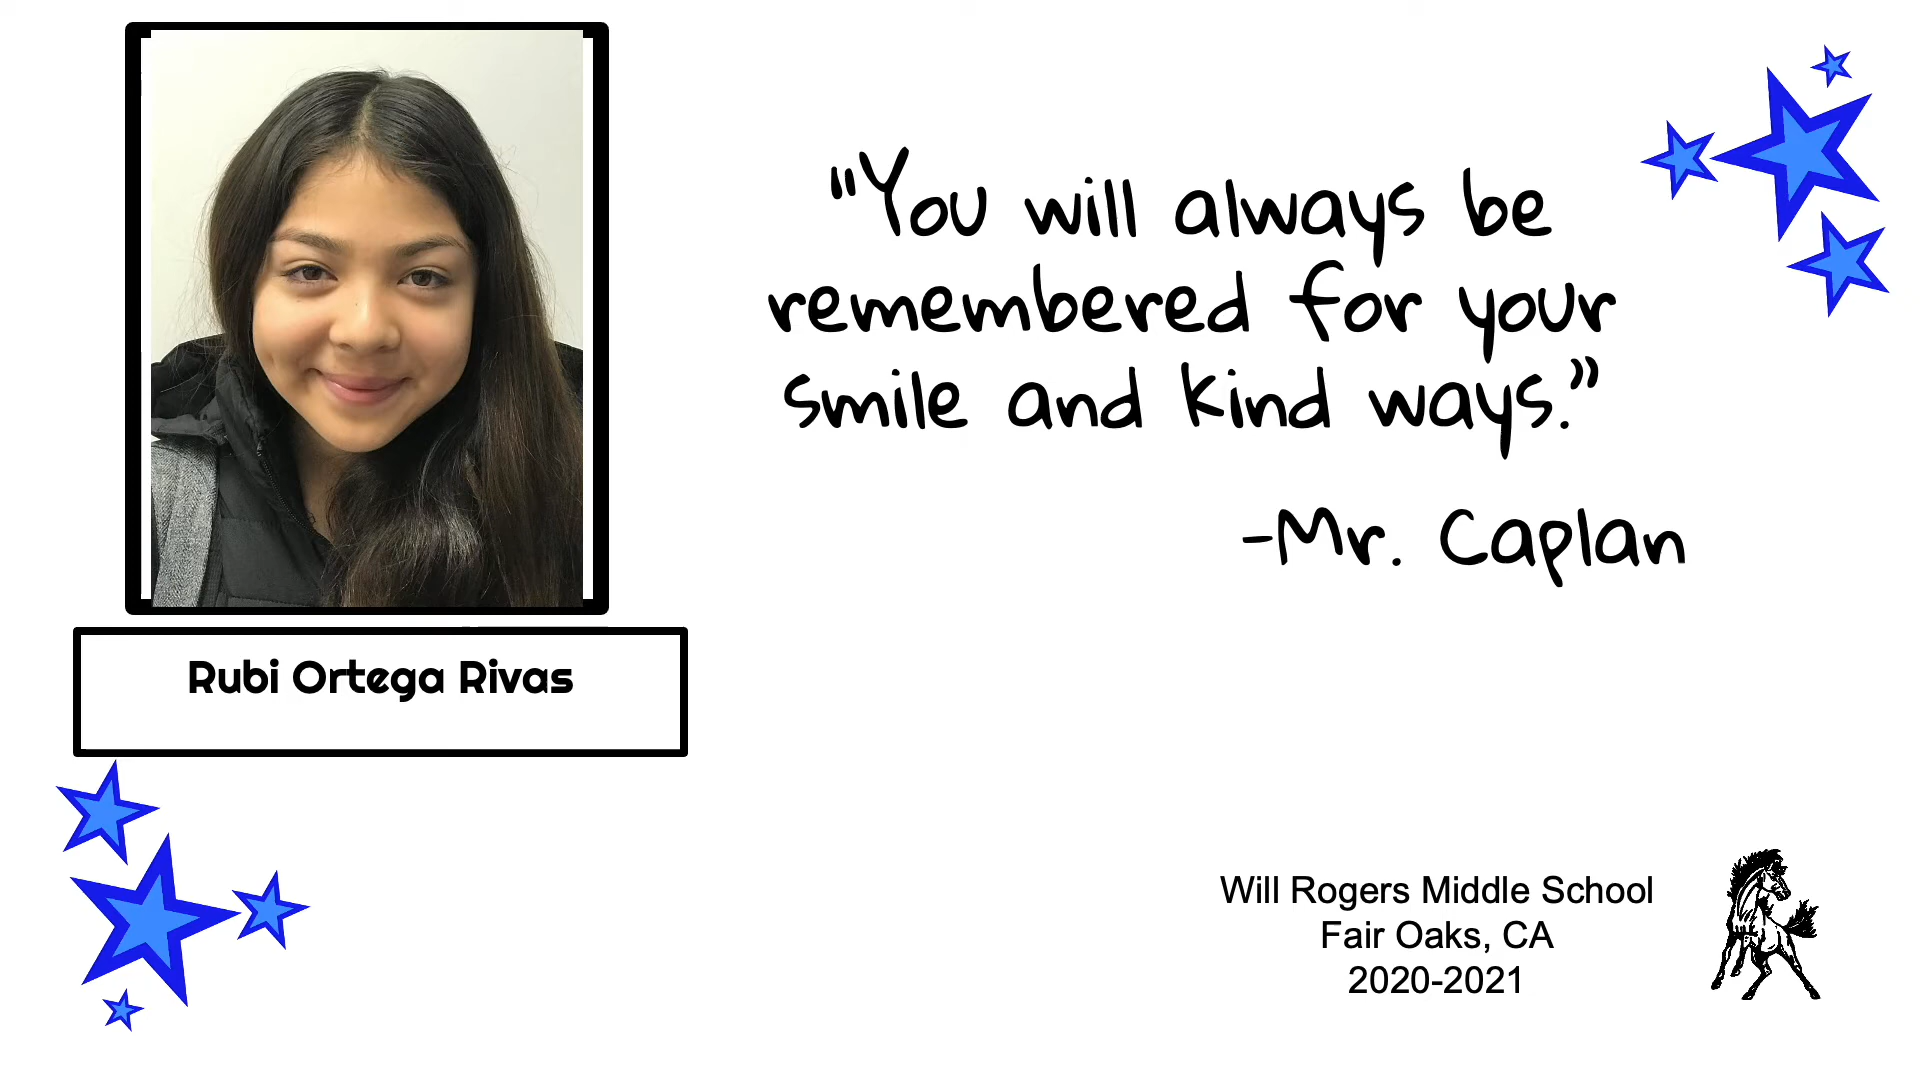 "You will always be
remembered for your
smile and kind ways."
-Mr. Caplan
Rubi Ortega Rivas
Will Rogers Middle School
Fair Oaks, CA
2020-2021